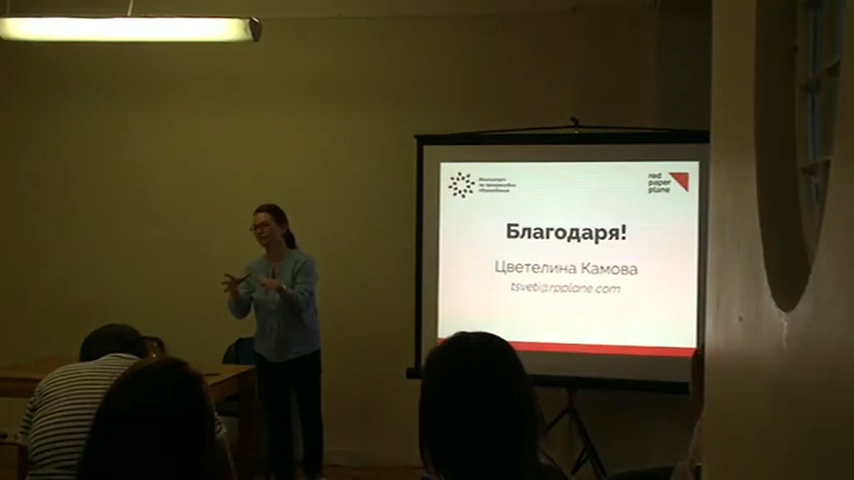 red
paper
plane
Благодаря!
Цветелина Камова
tsveti@rpplane.com